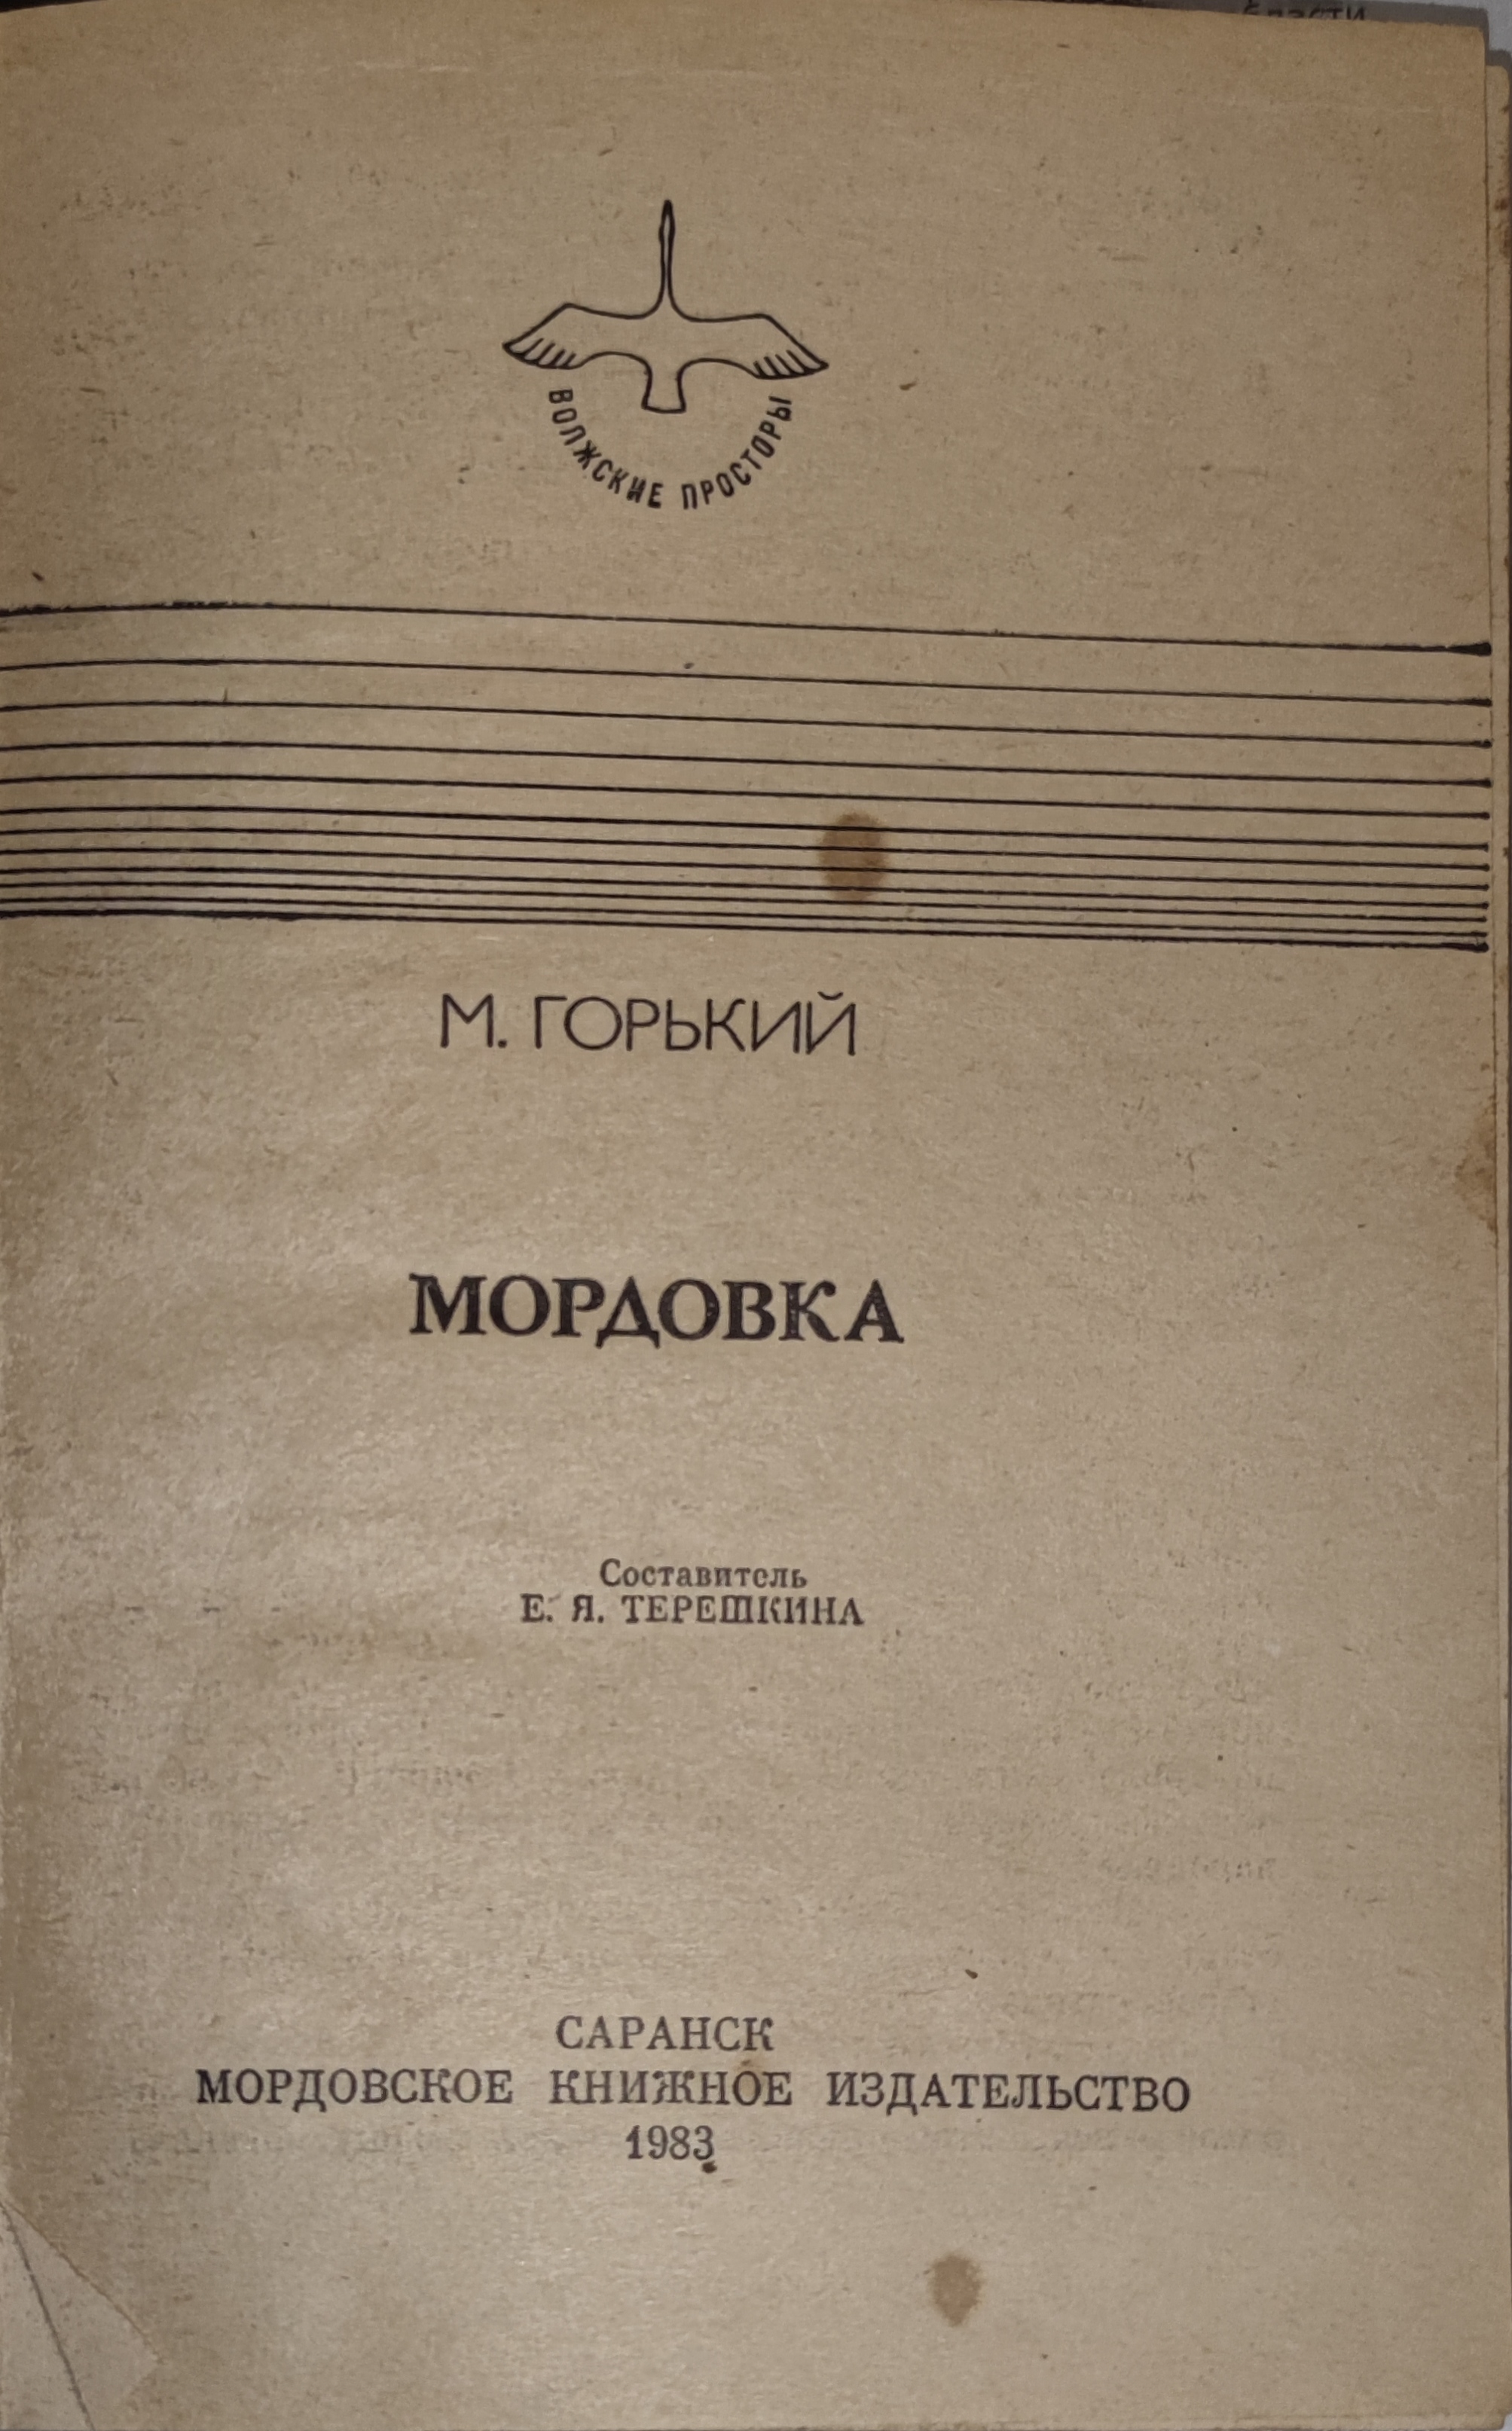 ВОЛЖСКИЕ ПРОСТОРЫ
М. ГОРЬКИЙ
МОРДОВКА
Составитель
Е. Я. ТЕРЕШКИНА
САРАНСК
МОРДОВСКОЕ КНИЖНОЕ ИЗДАТЕЛЬСТВО
1983